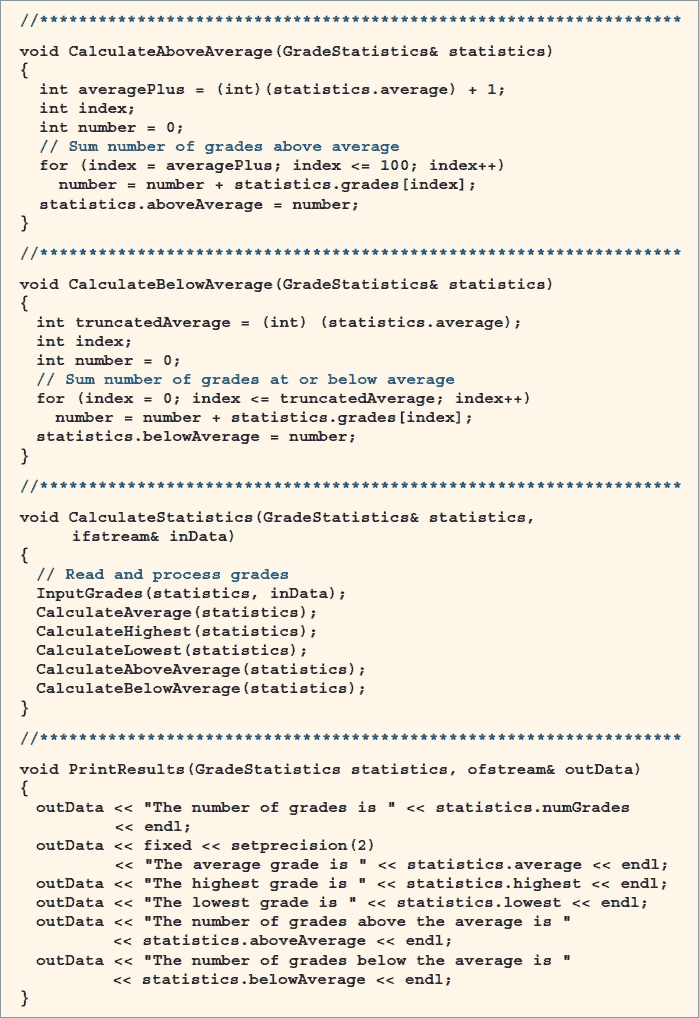 //******************************************************************
void CalculateAboveAverage(GradeStatistics& statistics)
{
  int averagePlus = (int)(statistics.average) + 1;
  int index;
  int number = 0;
  // Sum number of grades above average
  for (index = averagePlus; index <= 100; index++)
    number = number + statistics.grades[index];
  statistics.aboveAverage = number;
}
//******************************************************************
void CalculateBelowAverage(GradeStatistics& statistics)
{
  int truncatedAverage = (int) (statistics.average);
  int index;
  int number = 0;
  // Sum number of grades at or below average
  for (index = 0; index <= truncatedAverage; index++)
    number = number + statistics.grades[index];
  statistics.belowAverage = number;
}
//******************************************************************
void CalculateStatistics(GradeStatistics& statistics,
      ifstream& inData)
{
  // Read and process grades
  InputGrades(statistics, inData);
  CalculateAverage(statistics);
  CalculateHighest(statistics);
  CalculateLowest(statistics);
  CalculateAboveAverage(statistics);
  CalculateBelowAverage(statistics);
}
//******************************************************************
void PrintResults(GradeStatistics statistics, ofstream& outData)
{
  outData << "The number of grades is " << statistics.numGrades
          << endl;
  outData << fixed << setprecision(2)
          << "The average grade is " << statistics.average << endl;
  outData << "The highest grade is " << statistics.highest << endl;
  outData << "The lowest grade is " << statistics.lowest << endl;
  outData << "The number of grades above the average is "
          << statistics.aboveAverage << endl;
  outData << "The number of grades below the average is "
          << statistics.belowAverage << endl;
}